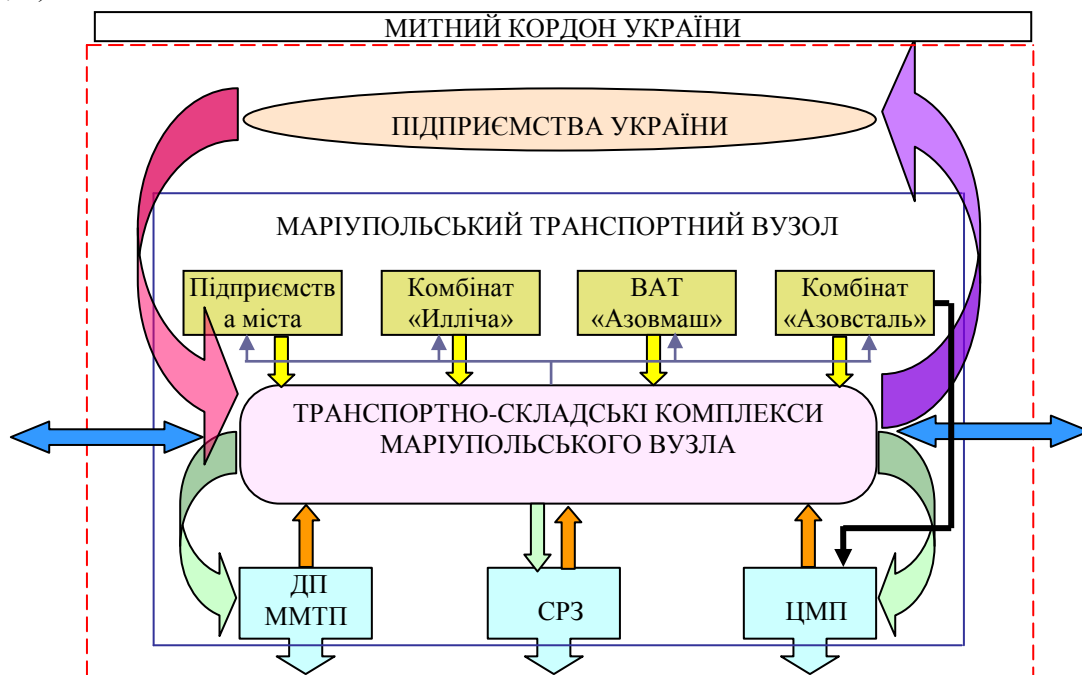 МИТНИЙ КОРДОН УКРАЇНИ
ПІДПРИЄМСТВА УКРАЇНИ
МАРІУПОЛЬСЬКИЙ ТРАНСПОРТНИЙ ВУЗОЛ
Підприємств
а міста
Комбінат
«Илліча»
ВАТ
«Азовмаш»
Комбінат
«Азовсталь»
ТРАНСПОРТНО-СКЛАДСЬКІ КОМПЛЕКСИ
МАРІУПОЛЬСЬКОГО ВУЗЛА
ДП
ММТП
СРЗ
ЦМП